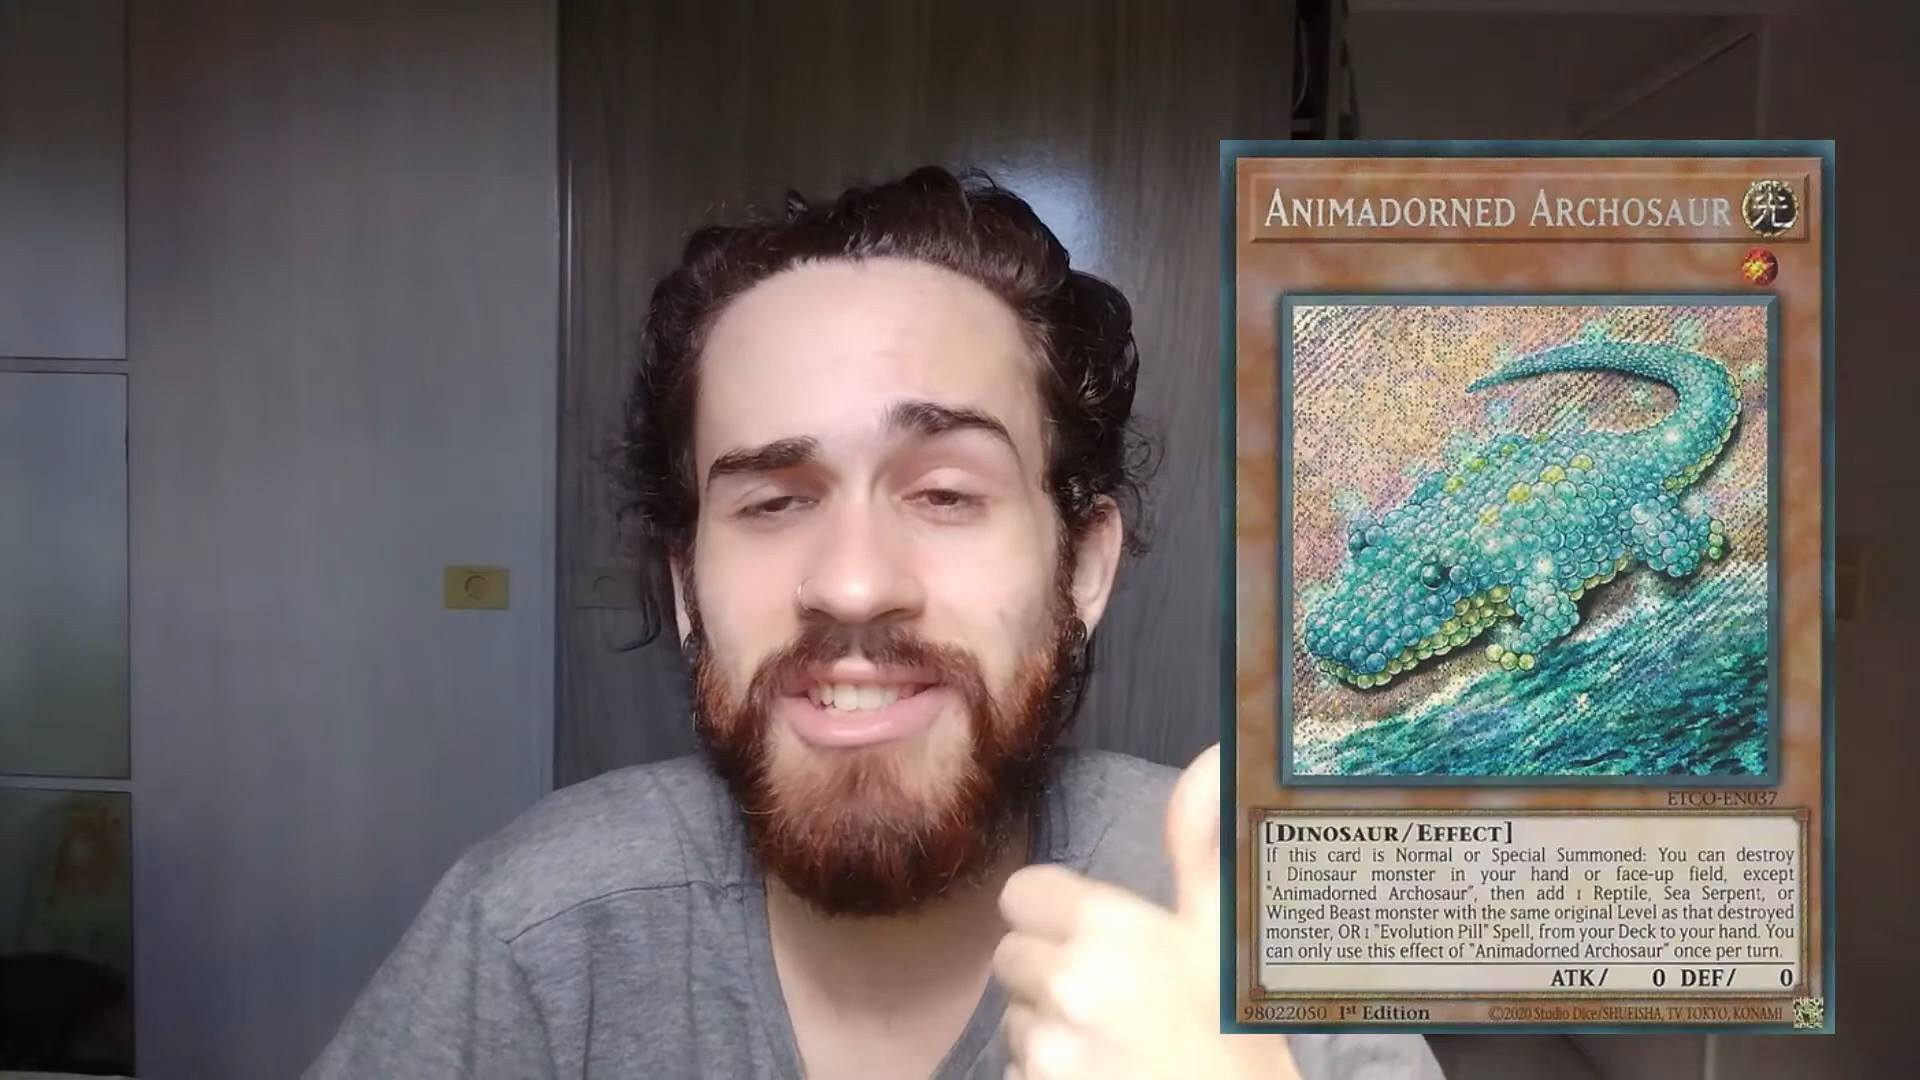 ANIMADORNED ARCHOSAUR 光
ETCO-EN037
[DINOSAUR/EFFECT]
If this card is Normal or Special Summoned: You can destroy
1 Dinosaur monster in your hand or face-up field, except
"Animadorned Archosaur", then add 1 Reptile, Sea Serpent, or
Winged Beast monster with the same original Level as that destroyed
monster, OR 1 "Evolution Pill" Spell, from your Deck to your hand. You
can only use this effect of "Animadorned Archosaur" once per turn.
ATK/ 0 DEF/ 0
98022050 1st Edition ©2020 Studio Dice/SHUEISHA, TV TOKYO, KONAMI